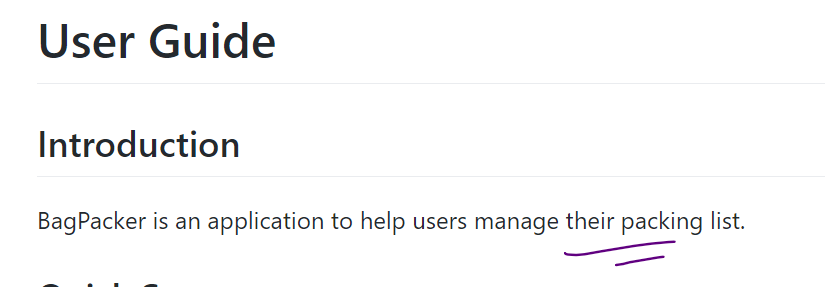 User Guide
Introduction
BagPacker is an application to help users manage their packing list.